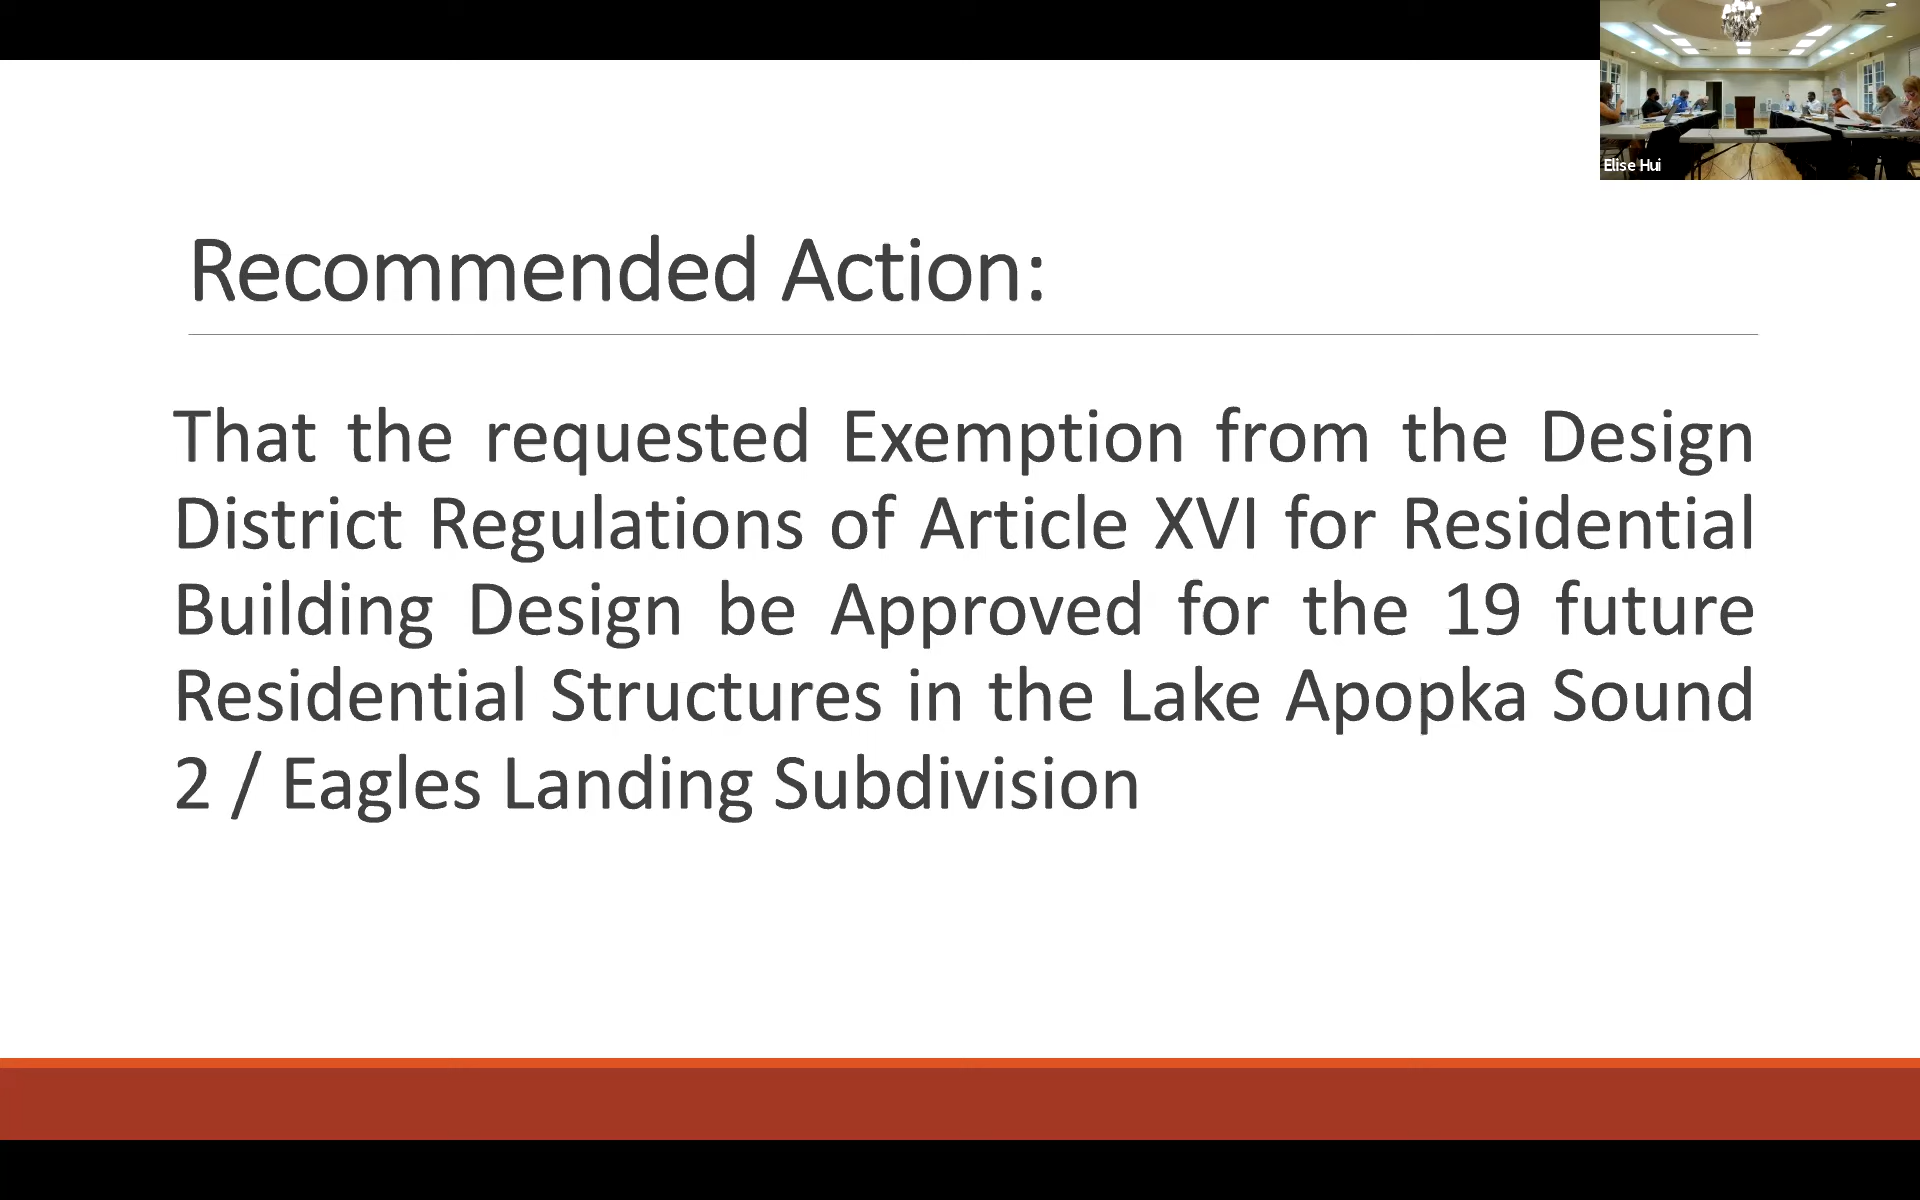 Elise Hui
Recommended Action:
That the requested Exemption from the Design
District Regulations of Article XVI for Residential
Building Design be Approved for the 19 future
Residential Structures in the Lake Apopka Sound
2 / Eagles Landing Subdivision